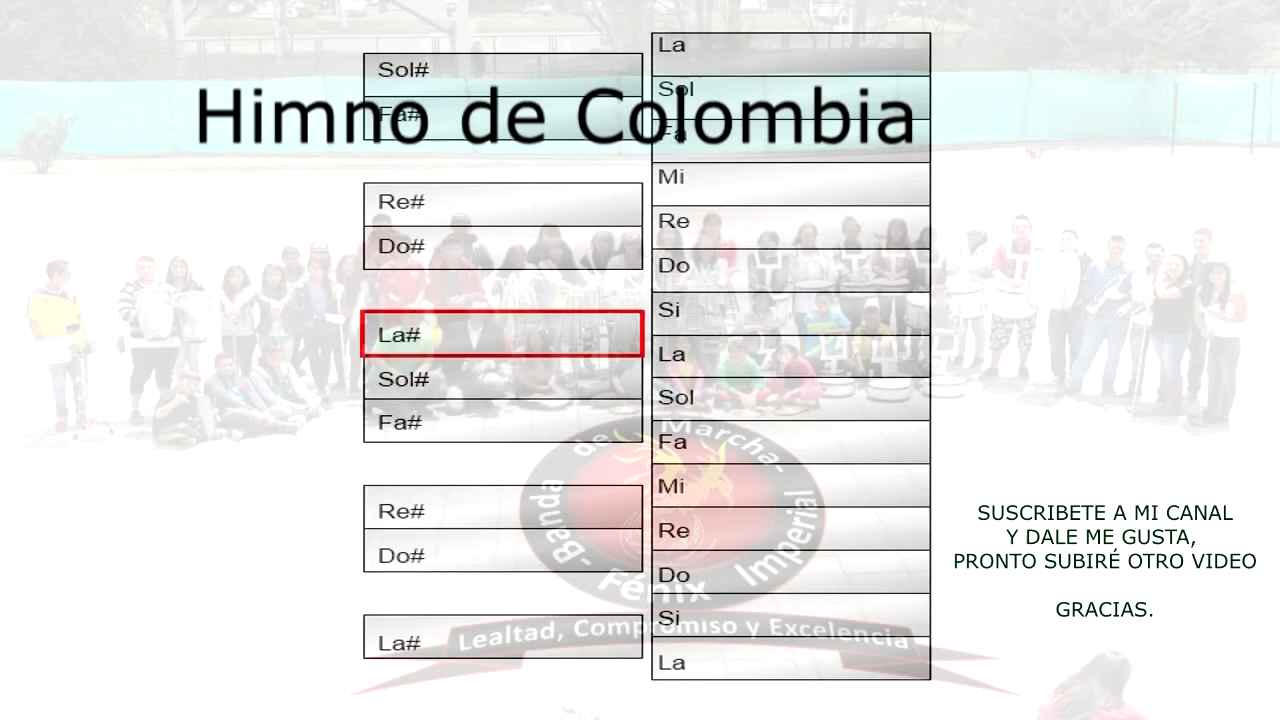 Himno de Colombia
Sol#
Fa#
Re#
Do#
La#
Sol#
Fa#
Re#
Do#
La#
La
Sol
Fa
Mi
Re
Do
Si
La
Sol
Fa
Mi
Re
Do
Si
La
Banda de Marcha-
- Fénix Imperial
Lealtad, Compromiso y Excelencia
SUSCRIBETE A MI CANAL
Y DALE ME GUSTA,
PRONTO SUBIRÉ OTRO VIDEO
GRACIAS.